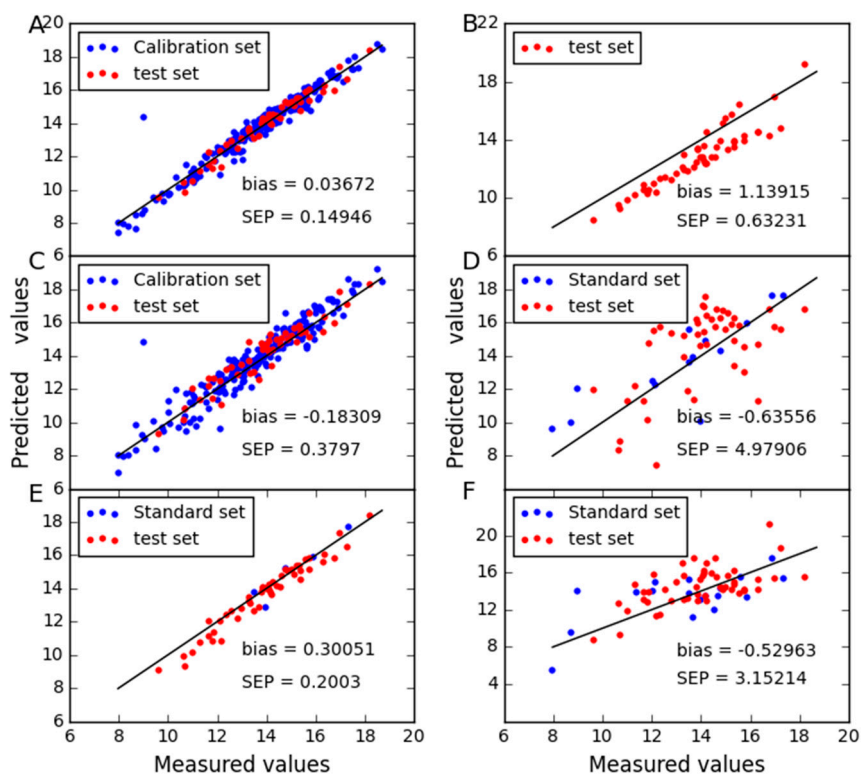 A
20
18
16
14
12
10
8
6
Calibration set
test set
bias = 0.03672
SEP = 0.14946
B
22
18
14
10
6
test set
bias = 1.13915
SEP = 0.63231
C
18
16
14
12
10
8
6
Calibration set
test set
bias = -0.18309
SEP = 0.3797
D
18
16
14
12
10
8
6
Standard set
test set
bias = -0.63556
SEP = 4.97906
E
18
16
14
12
10
8
6
Standard set
test set
bias = 0.30051
SEP = 0.2003
F
20
16
12
8
4
Standard set
test set
bias = -0.52963
SEP = 3.15214
Predicted values
6 8 10 12 14 16 18 20
6 8 10 12 14 16 18 20
Measured values
Measured values